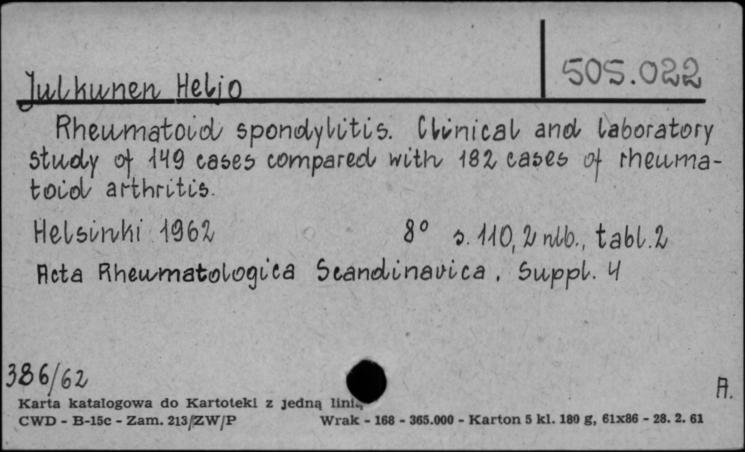 Julkunen Helio
505.022
Rheumatoid spondylitis. Clinical and laboratory
study of 149 cases compared with 182 cases of rheuma-
toid arthritis.
Helsinki 1962 8° s. 110, 2 nlb., tabl. 2
Acta Rheumatologica Scandinavica. Suppl. 4
386/62
A.
Karta katalogowa do Kartoteki z jedną linią
CWD - B-15c - Zam. 213/ZW/P Wrak - 168 - 365.000 - Karton 5 kl. 180 g, 61x86 - 28. 2. 61